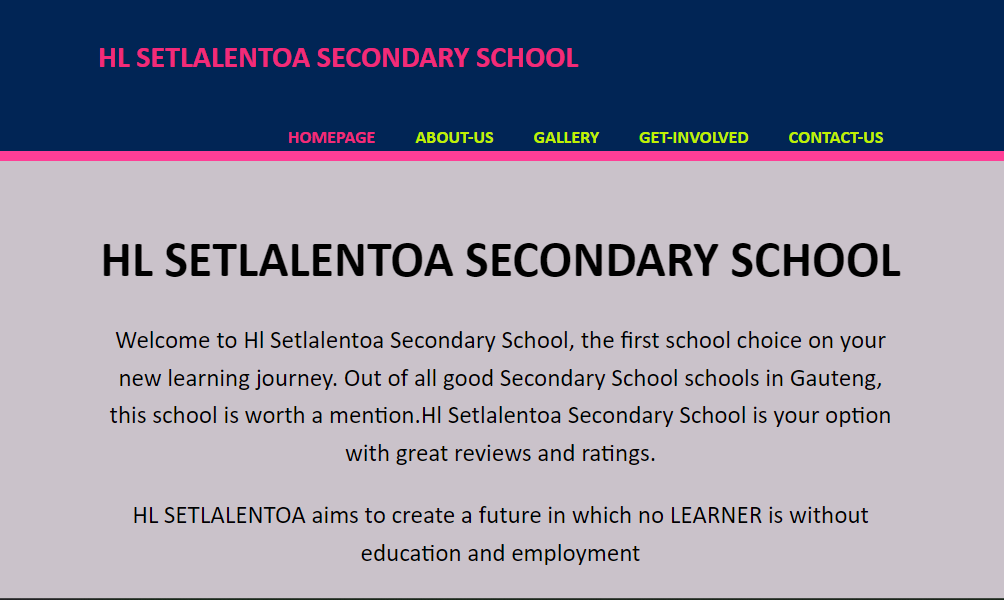 HL SETLALENTOA SECONDARY SCHOOL
HOMEPAGE ABOUT-US GALLERY GET-INVOLVED CONTACT-US
HL SETLALENTOA SECONDARY SCHOOL
Welcome to Hl Setlalentoa Secondary School, the first school choice on your
new learning journey. Out of all good Secondary School schools in Gauteng,
this school is worth a mention.Hl Setlalentoa Secondary School is your option
with great reviews and ratings.
HL SETLALENTOA aims to create a future in which no LEARNER is without
education and employment